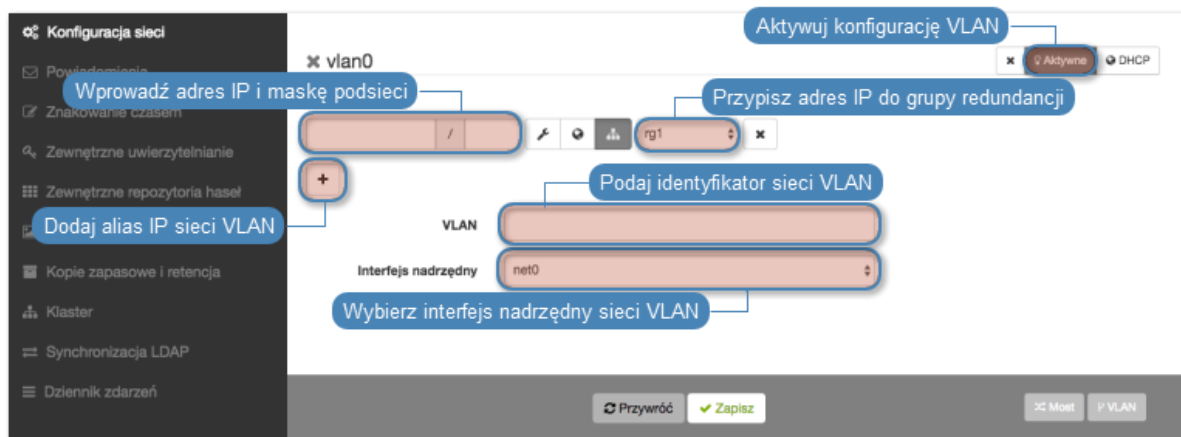 Konfiguracja sieci
Aktywuj konfigurację VLAN
vlan0
Aktywne
DHCP
Powiadomienia
Wprowadź adres IP i maskę podsieci
Przypisz adres IP do grupy redundancji
Znakowanie czasem
/
rg1
Zewnętrzne uwierzytelnianie
Zewnętrzne repozytoria haseł
+
Podaj identyfikator sieci VLAN
Dodaj alias IP sieci VLAN
VLAN
Kopie zapasowe i retencja
Interfejs nadrzędny
net0
Klaster
Wybierz interfejs nadrzędny sieci VLAN
Synchronizacja LDAP
Dziennik zdarzeń
Przywróć
Zapisz
Most
VLAN